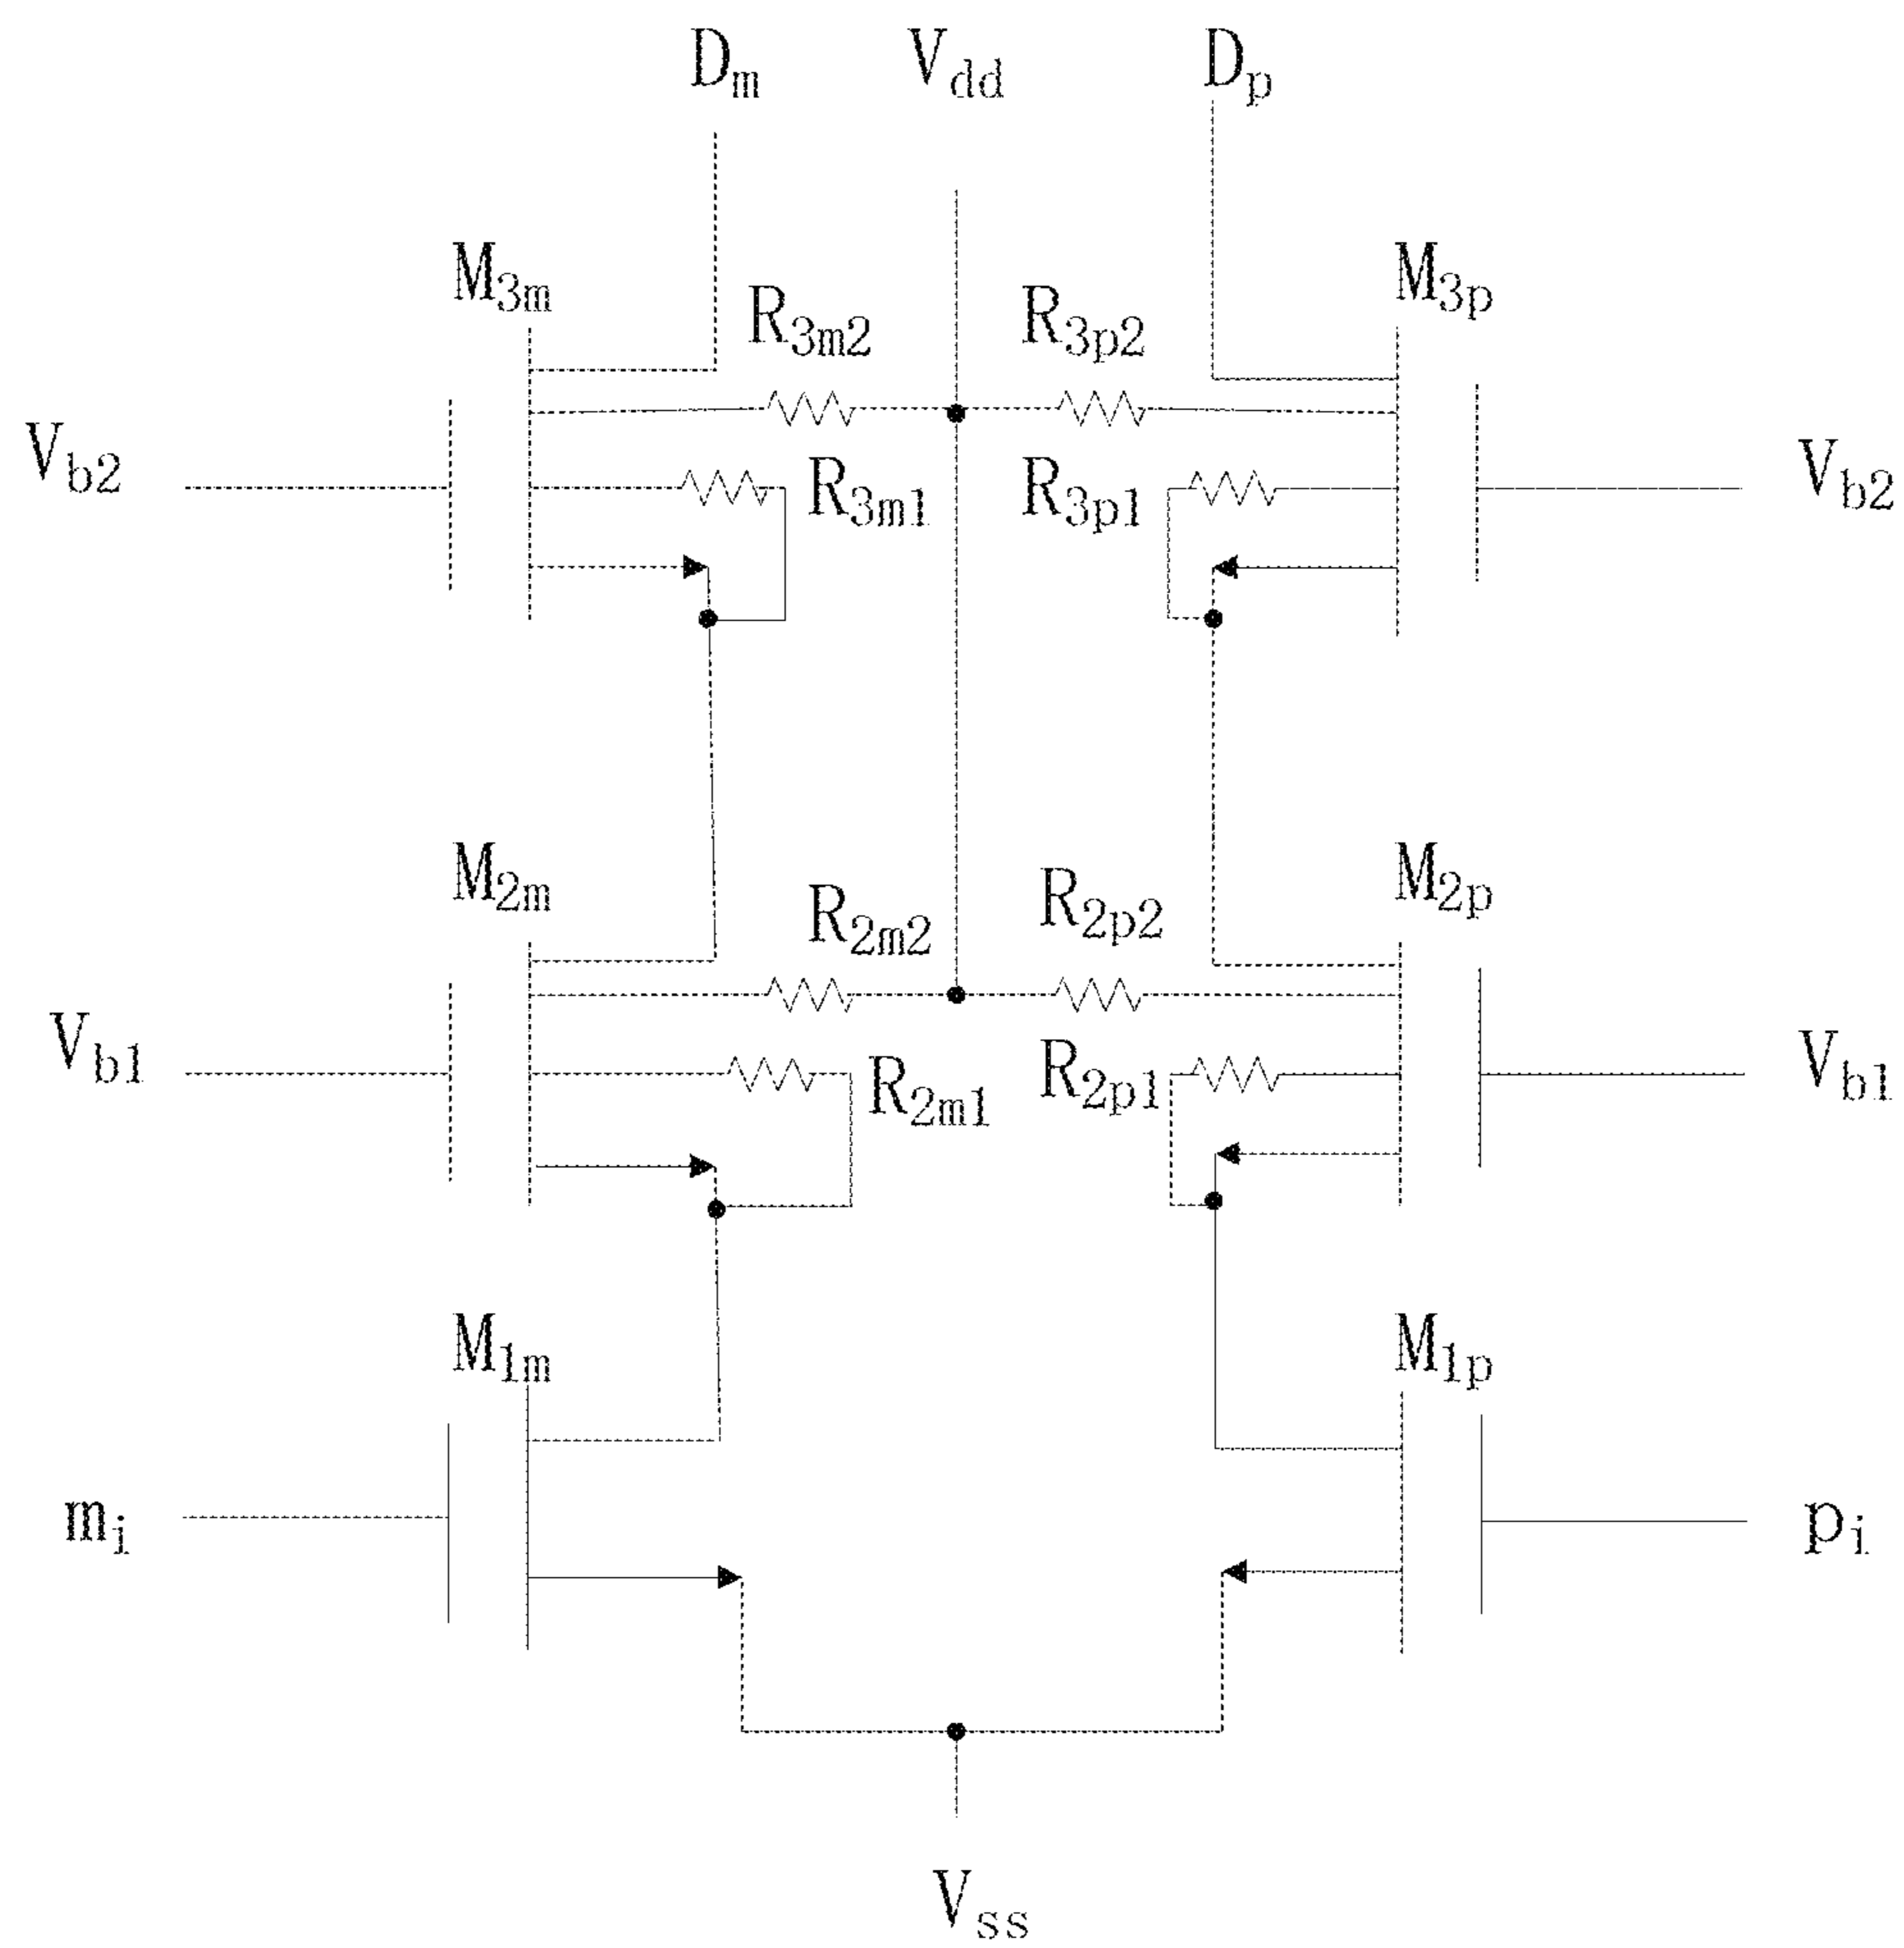 Dm Vdd Dp
M3m M3p
R3m2 R3p2
Vb2 R3m1 R3p1 Vb2
M2m M2p
R2m2 R2p2
Vb1 R2m1 R2p1 Vb1
M1m M1p
mi pi
Vss